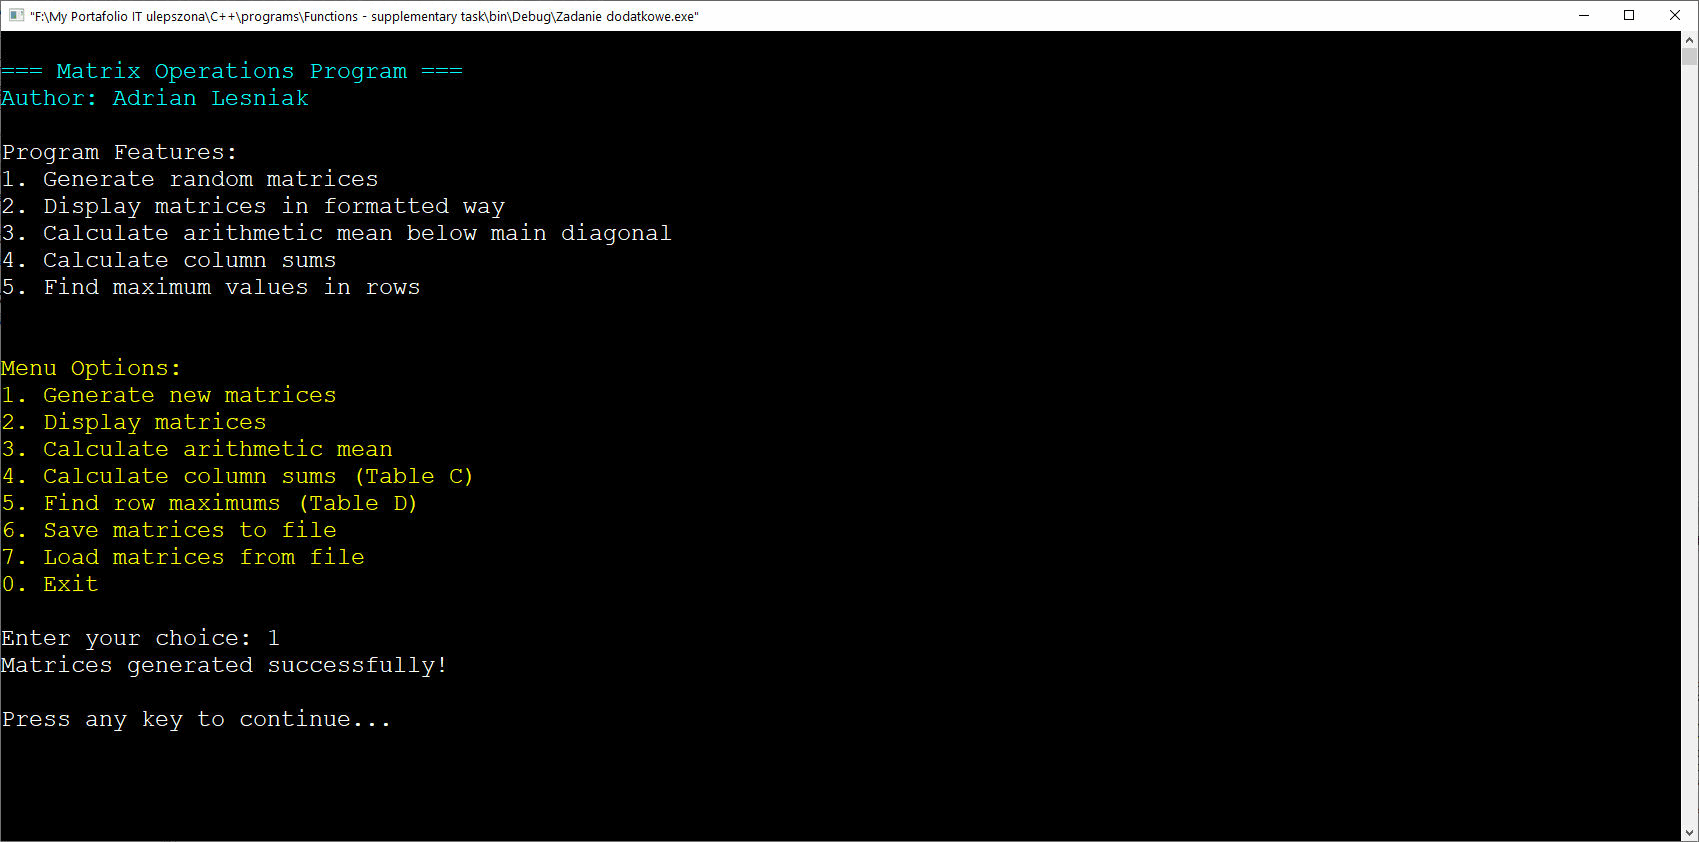 "F:\My Portafolio IT ulepszona\C++\programs\Functions - supplementary task\bin\Debug\Zadanie dodatkowe.exe"
=== Matrix Operations Program ===
Author: Adrian Lesniak
Program Features:
1. Generate random matrices
2. Display matrices in formatted way
3. Calculate arithmetic mean below main diagonal
4. Calculate column sums
5. Find maximum values in rows
Menu Options:
1. Generate new matrices
2. Display matrices
3. Calculate arithmetic mean
4. Calculate column sums (Table C)
5. Find row maximums (Table D)
6. Save matrices to file
7. Load matrices from file
0. Exit
Enter your choice: 1
Matrices generated successfully!
Press any key to continue...